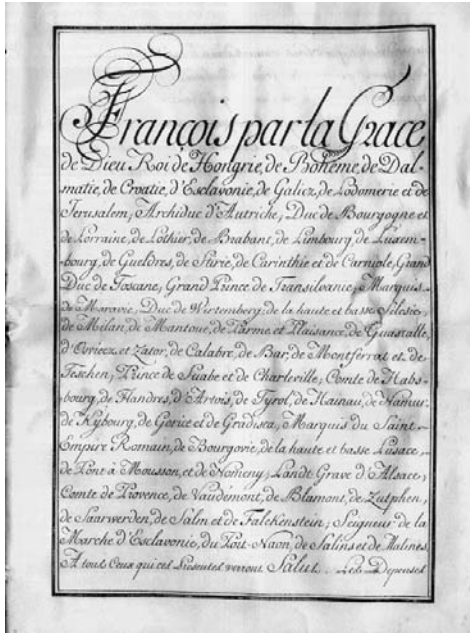 François par la Grace
de Dieu Roi de Hongrie, de Bohême, de Dal-
matie, de Croatie, d'Esclavonie, de Galiez, de Lodomerie et de
Jerusalem; Archiduc d'Autriche; Duc de Bourgogne et
de Lorraine, de Lothier, de Brabant, de Limbourg, de Luxem-
bourg, de Gueldres, de Stirie, de Carinthie et de Carniole; Grand
Duc de Toscane; Grand Prince de Transilvanie; Marquis
de Moravie; Duc de Wirtemberg, de la haute et basse Silesie,
de Milan, de Mantoue, de Parme et Plaisance, de Guastalle,
et Zator, de Calabre, de Bar, de Montferrat et de
Teschen; Prince de Suabe et de Charleville; Comte de Habs-
bourg, de Flandres, d'Artois, de Tyrol, de Hainau, de Namur,
de Kybourg, de Gorice et de Gradisca; Marquis du Saint-
Empire Romain, de Bourgovie, de la haute et basse Lusace,
de Pont à Mousson, et de Nomeny; Landt-Grave d'Alsace;
Comte de Provence, de Vaudémont, de Blamont, de Zutphen,
de Saarwerden, de Salm et de Falckenstein; Seigneur de la
Marche d'Esclavonie, du Port-Naon, de Salins et de Malines,
A tous Ceux qui ces Presentes verront Salut. Les Depenses